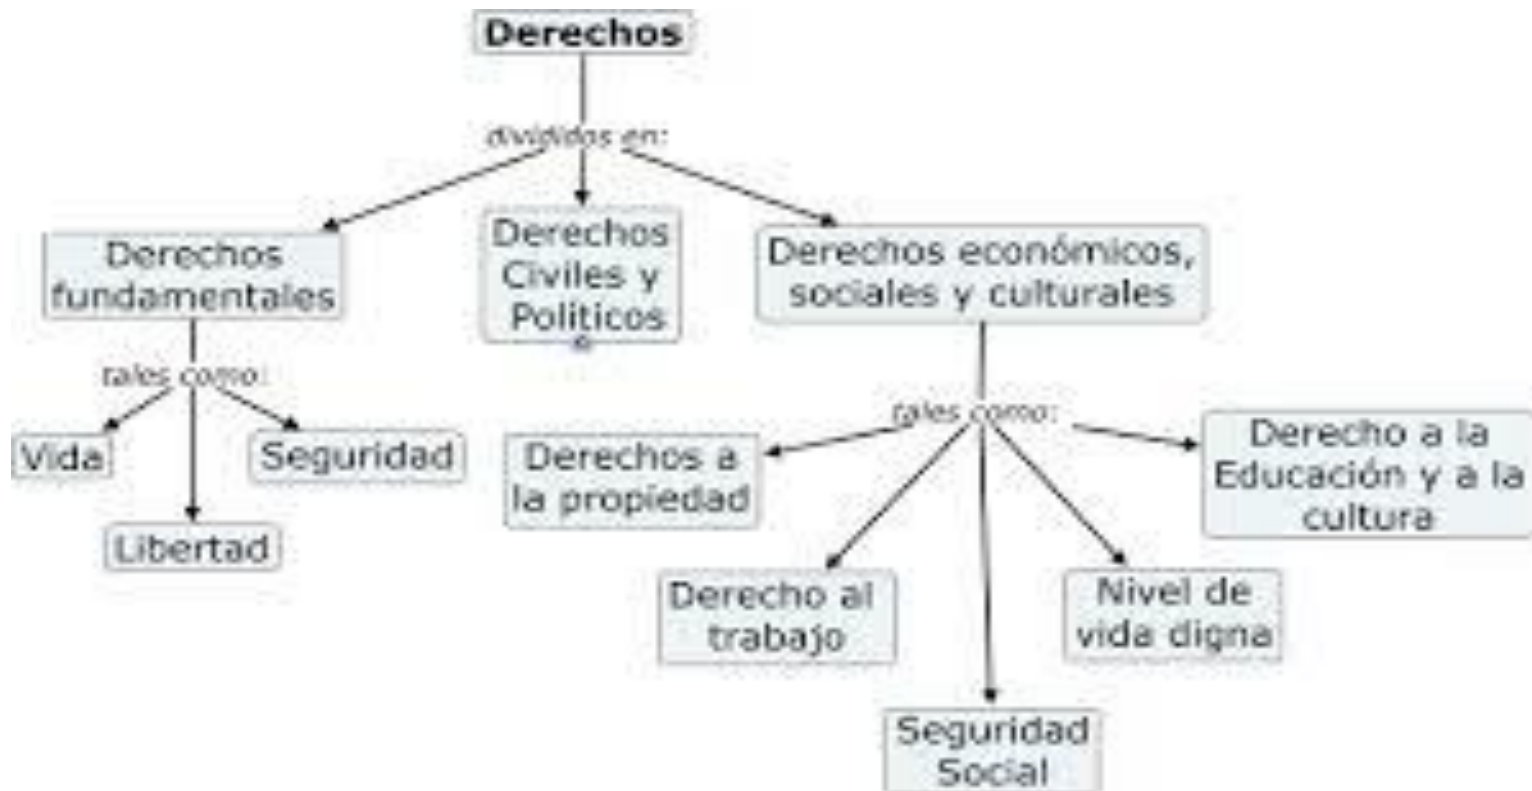 Derechos
divididos en:
Derechos
fundamentales
Derechos
Civiles y
Políticos
Derechos económicos,
sociales y culturales
tales como:
Vida
Seguridad
Libertad
tales como:
Derechos a
la propiedad
Derecho a la
Educación y a la
cultura
Derecho al
trabajo
Nivel de
vida digna
Seguridad
Social